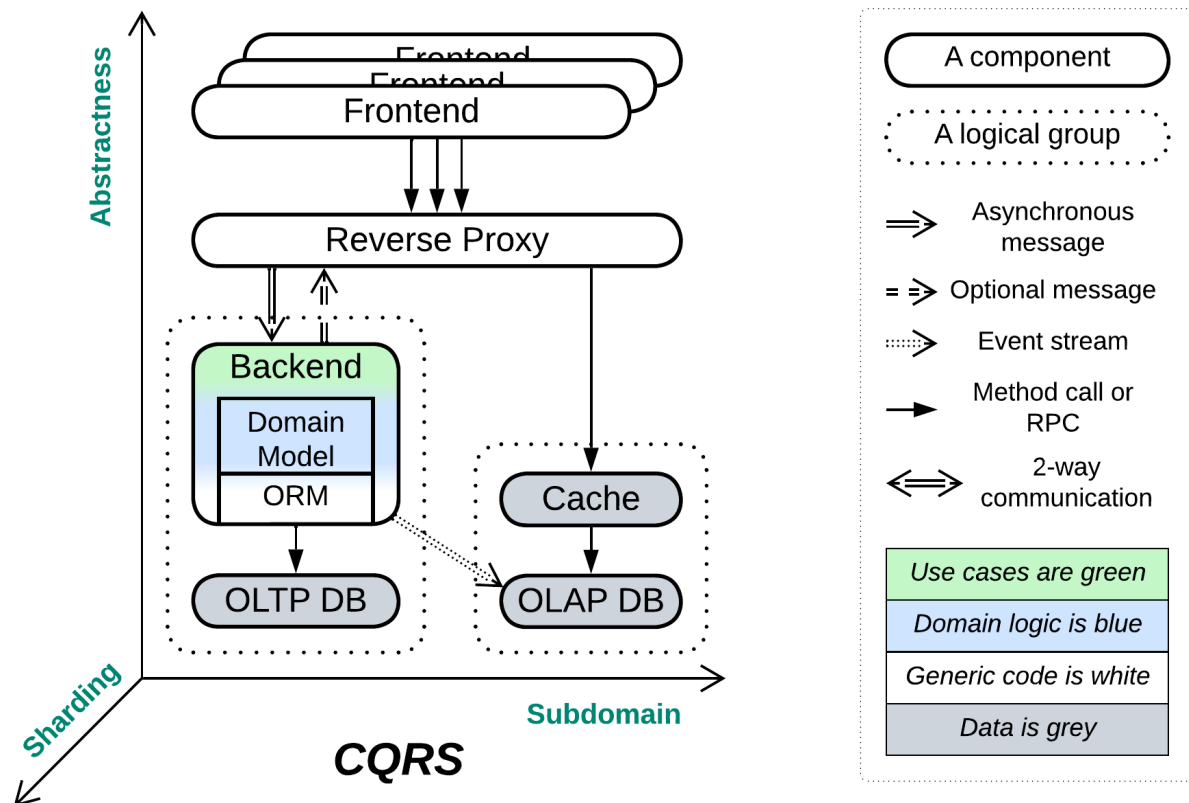 Abstractness
Frontend
Frontend
Frontend
Reverse Proxy
Backend
Domain
Model
ORM
Cache
OLTP DB
OLAP DB
Sharding
Subdomain
CQRS
A component
A logical group
Asynchronous
message
Optional message
Event stream
Method call or
RPC
2-way
communication
Use cases are green
Domain logic is blue
Generic code is white
Data is grey